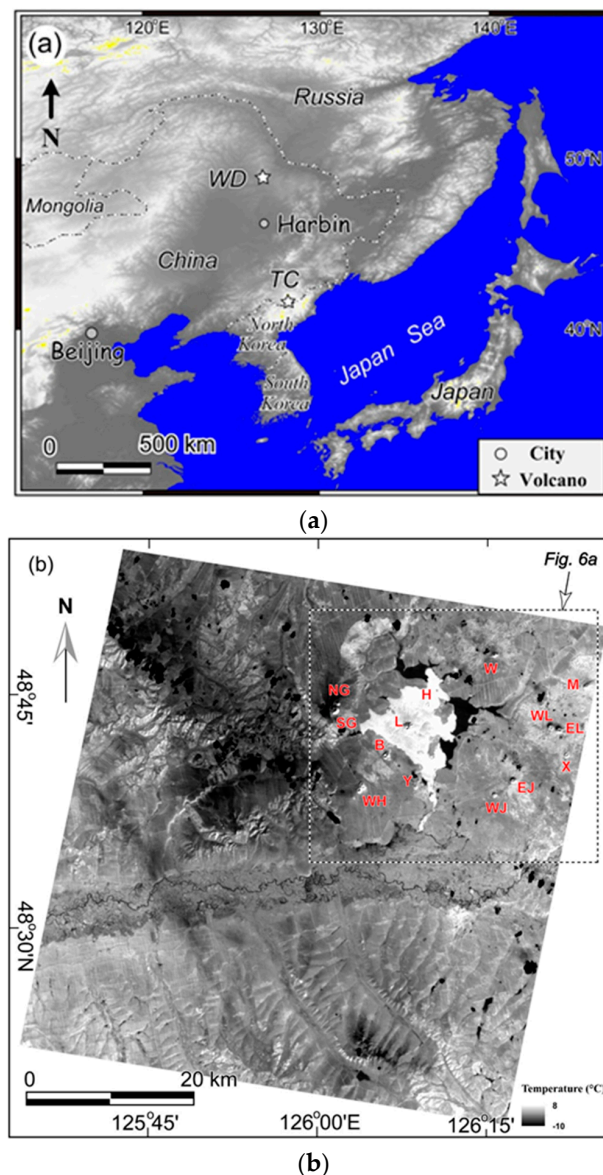 (a)
120°E 130°E 140°E
N
Russia
50°N
WD
Mongolia
Harbin
China
TC
40°N
North
Korea
Beijing
Japan Sea
South
Korea
Japan
0 500 km
City
Volcano
(a)
(b)
Fig. 6a
N
W
48°45'
M
NG
H
WL
SG
L
EL
B
X
Y
EJ
WH
WJ
48°30'N
0 20 km
Temperature (°C)
8
-10
125°45' 126°00' 126°15'
(b)